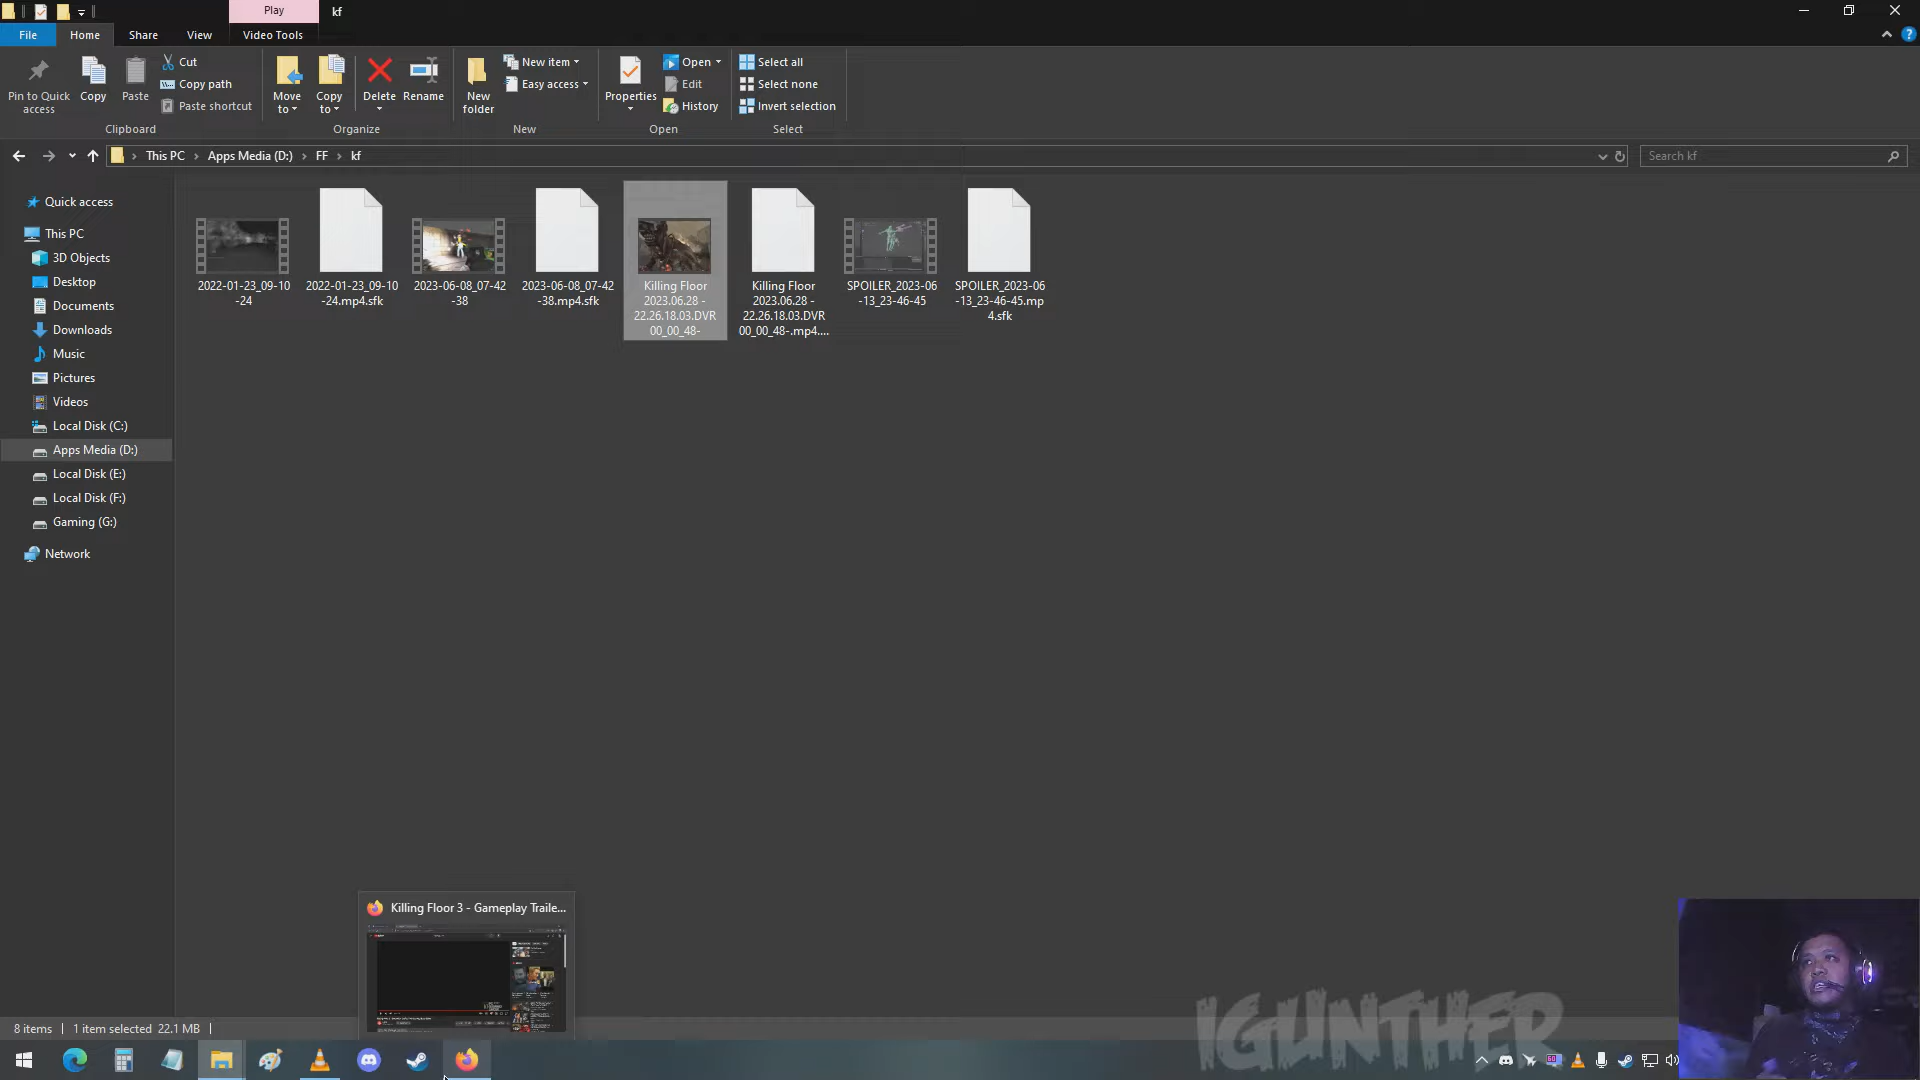 Play
kf
File
Home
Share
View
Video Tools
Pin to Quick
access
Copy
Paste
Cut
Copy path
Paste shortcut
Clipboard
Move
to
Copy
to
Delete
Rename
Organize
New
folder
New item
Easy access
New
Properties
Open
Edit
History
Open
Select all
Select none
Invert selection
Select
This PC
Apps Media (D:)
FF
kf
Search kf
Quick access
This PC
3D Objects
Desktop
Documents
Downloads
Music
Pictures
Videos
Local Disk (C:)
Apps Media (D:)
Local Disk (E:)
Local Disk (F:)
Gaming (G:)
Network
2022-01-23_09-10
-24
2022-01-23_09-10
-24.mp4.sfk
2023-06-08_07-42
-38
2023-06-08_07-42
-38.mp4.sfk
Killing Floor
2023.06.28 -
22.26.18.03.DVR
00_00_48-
Killing Floor
2023.06.28 -
22.26.18.03.DVR
00_00_48-.mp4....
SPOILER_2023-06
-13_23-46-45
SPOILER_2023-06
-13_23-46-45.mp
4.sfk
Killing Floor 3 - Gameplay Traile...
8 items
1 item selected 22.1 MB
IGUNTHER